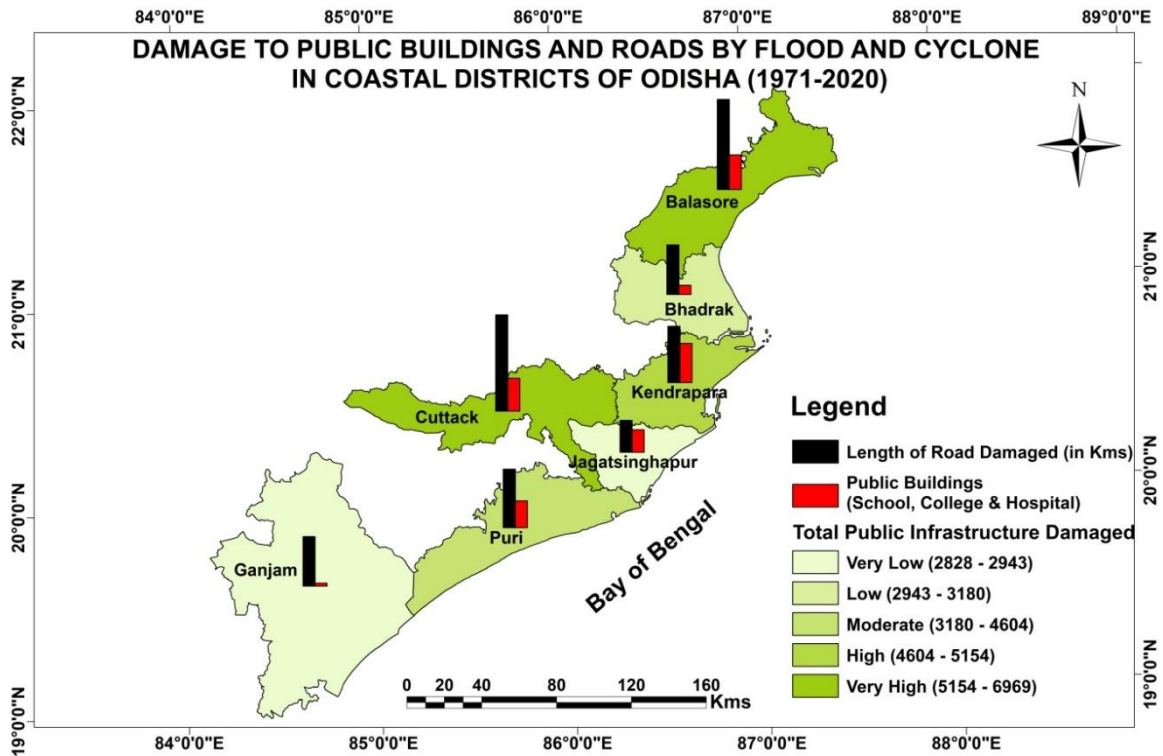 84°0'0"E 85°0'0"E 86°0'0"E 87°0'0"E 88°0'0"E 89°0'0"E
DAMAGE TO PUBLIC BUILDINGS AND ROADS BY FLOOD AND CYCLONE
IN COASTAL DISTRICTS OF ODISHA (1971-2020)
N
22°0'0"N
21°0'0"N
20°0'0"N
19°0'0"N
21°0'0"N
20°0'0"N
19°0'0"N
Balasore
Bhadrak
Kendrapara
Cuttack
Jagatsinghapur
Puri
Ganjam
Bay of Bengal
Legend
Length of Road Damaged (in Kms)
Public Buildings
(School, College & Hospital)
Total Public Infrastructure Damaged
Very Low (2828 - 2943)
Low (2943 - 3180)
Moderate (3180 - 4604)
High (4604 - 5154)
Very High (5154 - 6969)
0 20 40 80 120 160
Kms
84°0'0"E 85°0'0"E 86°0'0"E 87°0'0"E 88°0'0"E